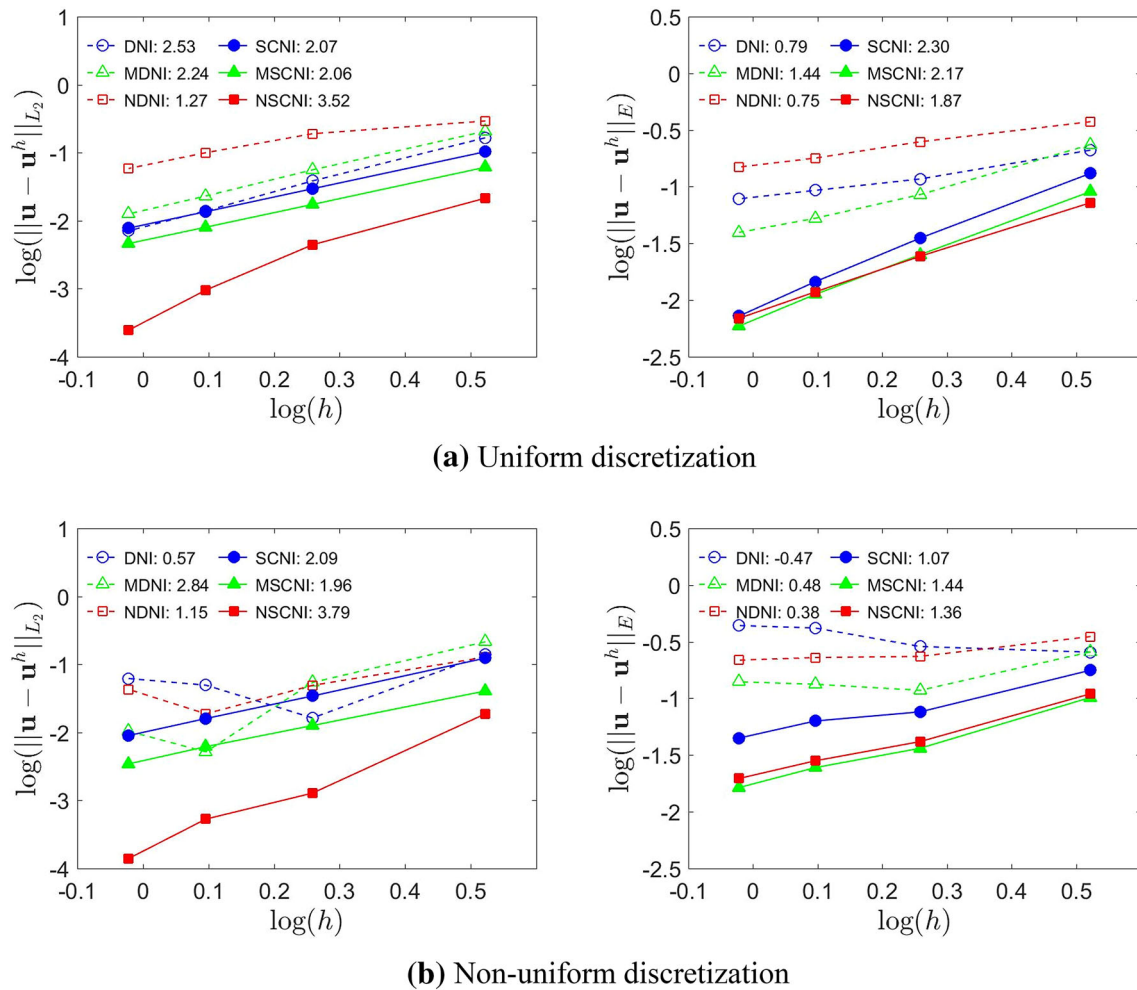 1
0
-1
-2
-3
-4
log(||u − u^h||_{L_2})
DNI: 2.53
MDNI: 2.24
NDNI: 1.27
SCNI: 2.07
MSCNI: 2.06
NSCNI: 3.52
-0.1 0 0.1 0.2 0.3 0.4 0.5
log(h)
0.5
0
-0.5
-1
-1.5
-2
-2.5
log(||u − u^h||_E)
DNI: 0.79
MDNI: 1.44
NDNI: 0.75
SCNI: 2.30
MSCNI: 2.17
NSCNI: 1.87
-0.1 0 0.1 0.2 0.3 0.4 0.5
log(h)
(a) Uniform discretization
1
0
-1
-2
-3
-4
log(||u − u^h||_{L_2})
DNI: 0.57
MDNI: 2.84
NDNI: 1.15
SCNI: 2.09
MSCNI: 1.96
NSCNI: 3.79
-0.1 0 0.1 0.2 0.3 0.4 0.5
log(h)
0.5
0
-0.5
-1
-1.5
-2
-2.5
log(||u − u^h||_E)
DNI: -0.47
MDNI: 0.48
NDNI: 0.38
SCNI: 1.07
MSCNI: 1.44
NSCNI: 1.36
-0.1 0 0.1 0.2 0.3 0.4 0.5
log(h)
(b) Non-uniform discretization